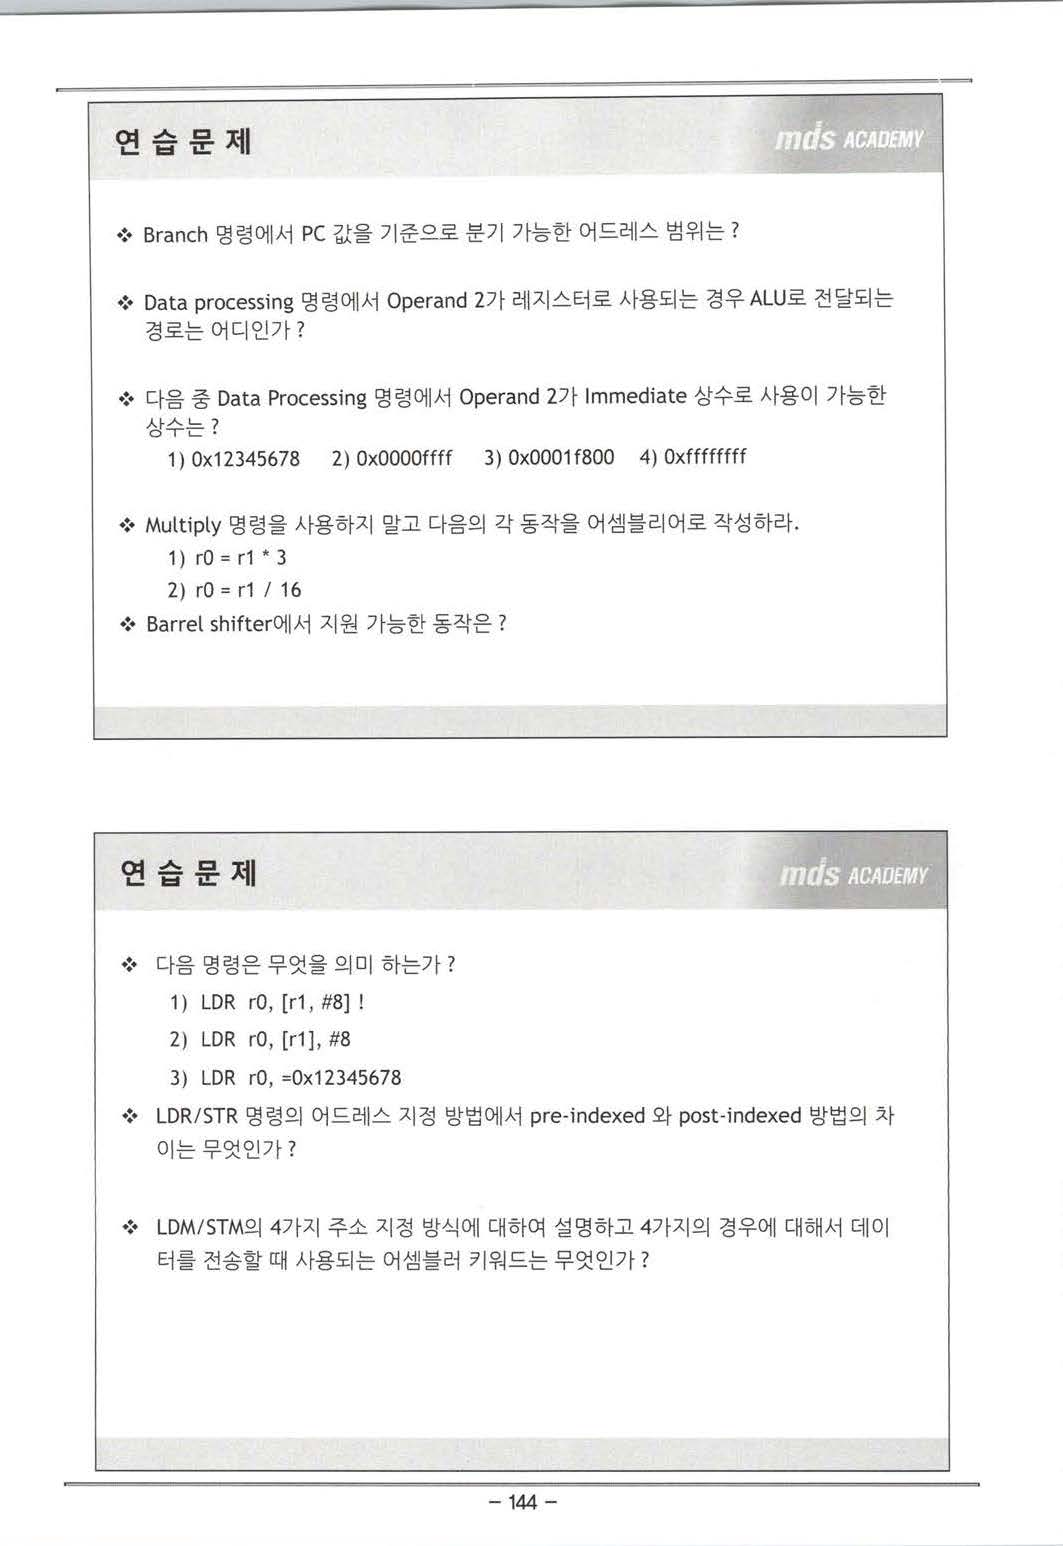 연 습 문 제
mds ACADEMY
❖ Branch 명령에서 PC 값을 기준으로 분기 가능한 어드레스 범위는 ?
❖ Data processing 명령에서 Operand 2가 레지스터로 사용되는 경우 ALU로 전달되는
경로는 어디인가 ?
❖ 다음 중 Data Processing 명령에서 Operand 2가 Immediate 상수로 사용이 가능한
상수는 ?
1) 0x12345678 2) 0x0000ffff 3) 0x0001f800 4) 0xffffffff
❖ Multiply 명령을 사용하지 말고 다음의 각 동작을 어셈블리어로 작성하라.
1) r0 = r1 * 3
2) r0 = r1 / 16
❖ Barrel shifter에서 지원 가능한 동작은 ?
연 습 문 제
mds ACADEMY
❖ 다음 명령은 무엇을 의미 하는가 ?
1) LDR r0, [r1, #8] !
2) LDR r0, [r1], #8
3) LDR r0, =0x12345678
❖ LDR/STR 명령의 어드레스 지정 방법에서 pre-indexed 와 post-indexed 방법의 차
이는 무엇인가 ?
❖ LDM/STM의 4가지 주소 지정 방식에 대하여 설명하고 4가지의 경우에 대해서 데이
터를 전송할 때 사용되는 어셈블러 키워드는 무엇인가 ?
- 144 -